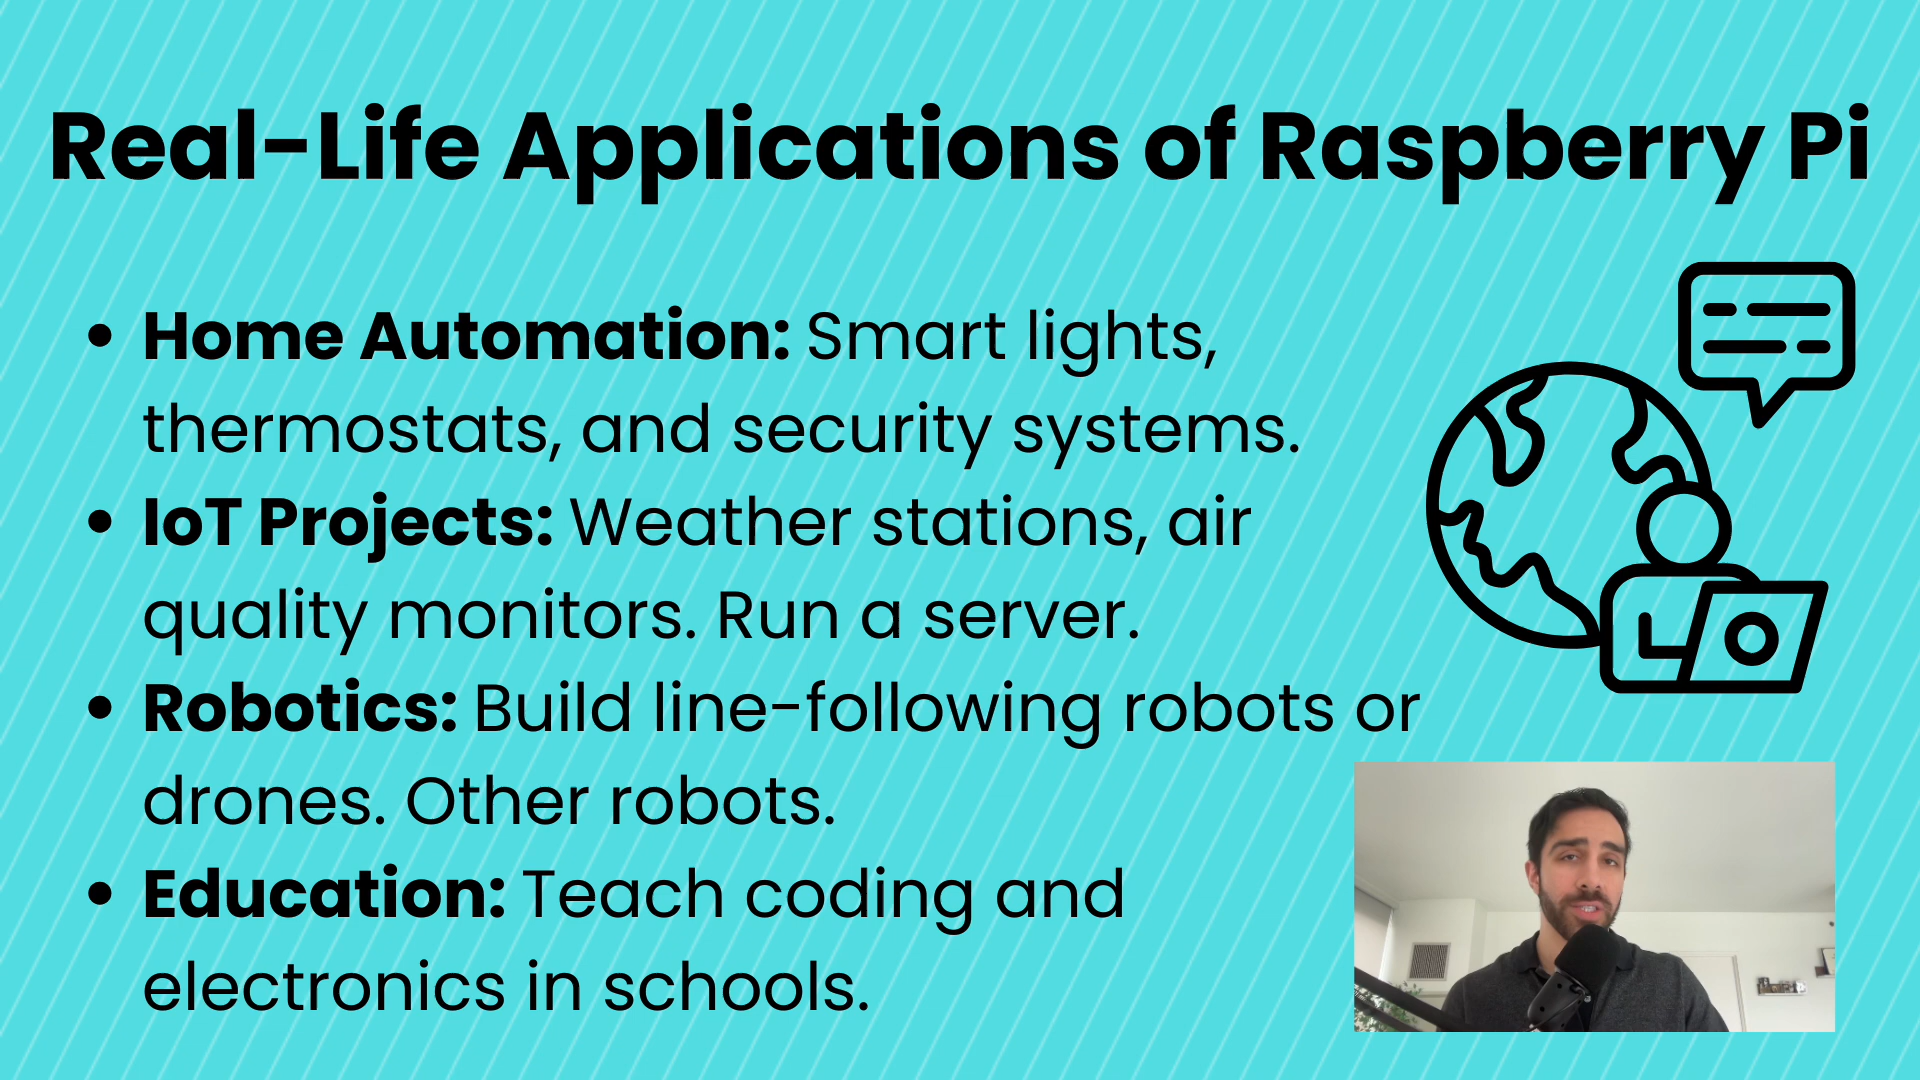 Real-Life Applications of Raspberry Pi
• Home Automation: Smart lights,
thermostats, and security systems.
• IoT Projects: Weather stations, air
quality monitors. Run a server.
• Robotics: Build line-following robots or
drones. Other robots.
• Education: Teach coding and
electronics in schools.